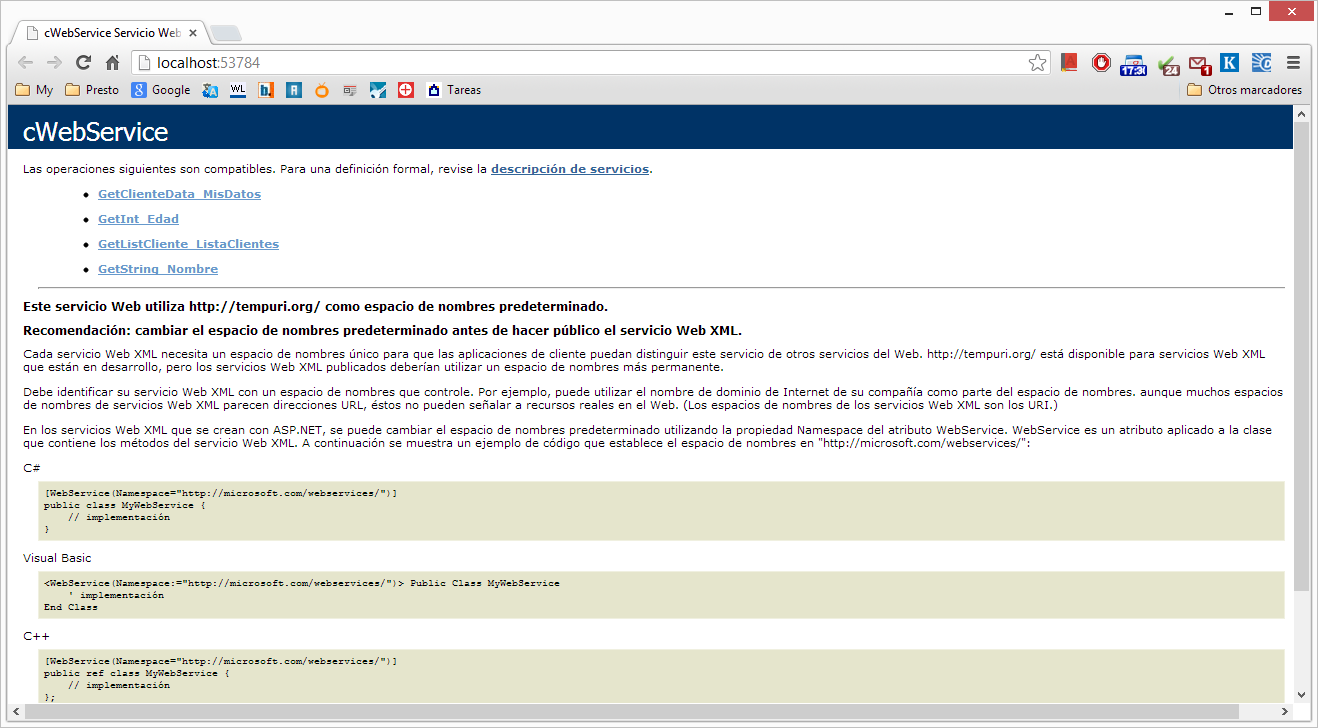 cWebService Servicio Web
localhost:53784
17:30
24
1
K
My
Presto
Google
WL
b.
Tareas
Otros marcadores
cWebService
Las operaciones siguientes son compatibles. Para una definición formal, revise la descripción de servicios.
GetClienteData_MisDatos
GetInt_Edad
GetListCliente_ListaClientes
GetString_Nombre
Este servicio Web utiliza http://tempuri.org/ como espacio de nombres predeterminado.
Recomendación: cambiar el espacio de nombres predeterminado antes de hacer público el servicio Web XML.
Cada servicio Web XML necesita un espacio de nombres único para que las aplicaciones de cliente puedan distinguir este servicio de otros servicios del Web. http://tempuri.org/ está disponible para servicios Web XML
que están en desarrollo, pero los servicios Web XML publicados deberían utilizar un espacio de nombres más permanente.
Debe identificar su servicio Web XML con un espacio de nombres que controle. Por ejemplo, puede utilizar el nombre de dominio de Internet de su compañía como parte del espacio de nombres. aunque muchos espacios
de nombres de servicios Web XML parecen direcciones URL, éstos no pueden señalar a recursos reales en el Web. (Los espacios de nombres de los servicios Web XML son los URI.)
En los servicios Web XML que se crean con ASP.NET, se puede cambiar el espacio de nombres predeterminado utilizando la propiedad Namespace del atributo WebService. WebService es un atributo aplicado a la clase
que contiene los métodos del servicio Web XML. A continuación se muestra un ejemplo de código que establece el espacio de nombres en "http://microsoft.com/webservices/":
C#
[WebService(Namespace="http://microsoft.com/webservices/")]
public class MyWebService {
// implementación
}
Visual Basic
<WebService(Namespace:="http://microsoft.com/webservices/")> Public Class MyWebService
' implementación
End Class
C++
[WebService(Namespace="http://microsoft.com/webservices/")]
public ref class MyWebService {
// implementación
};